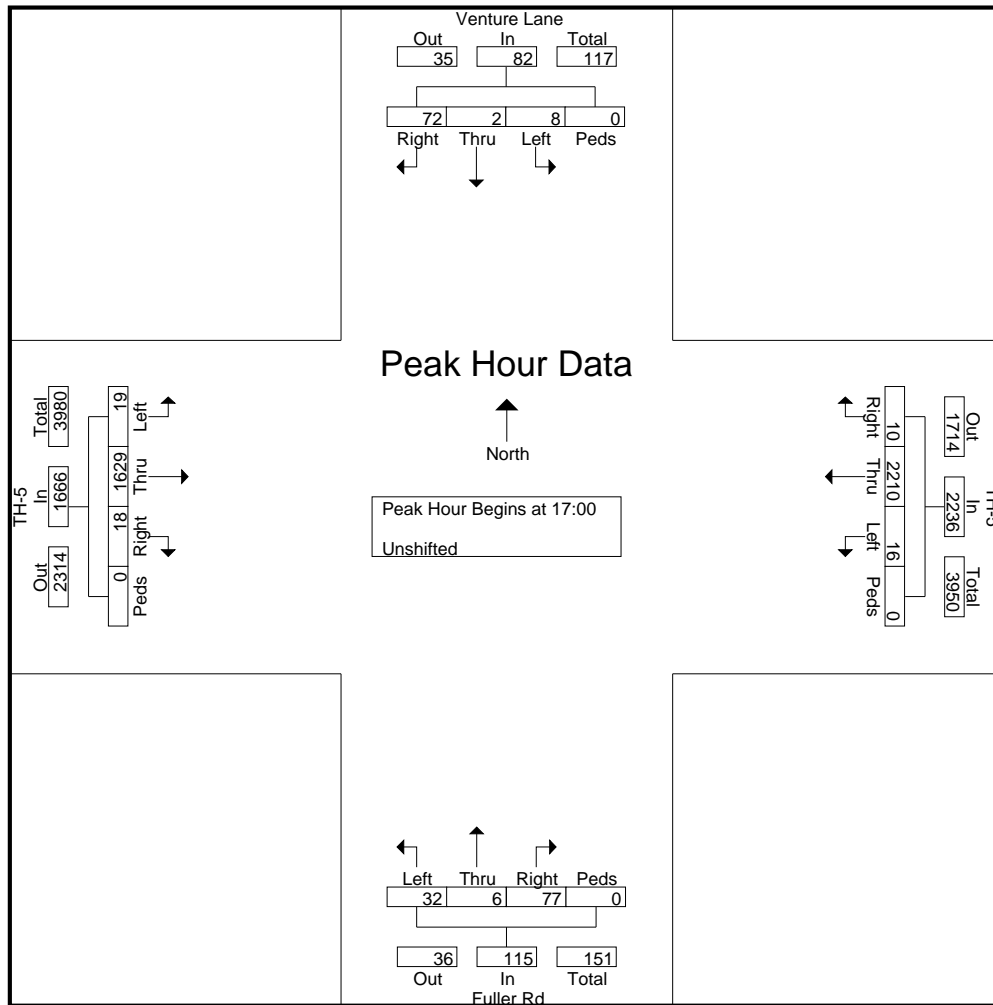 Venture Lane
Out In Total
35 82 117
72 2 8 0
Right Thru Left Peds
Peak Hour Data
North
Peak Hour Begins at 17:00
Unshifted
TH-5
Out In Total
2314 1666 3980
Left Thru Right Peds
19 1629 18 0
TH-5
Out In Total
1714 2236 3950
Right Thru Left Peds
10 2210 16 0
Left Thru Right Peds
32 6 77 0
36 115 151
Out In Total
Fuller Rd